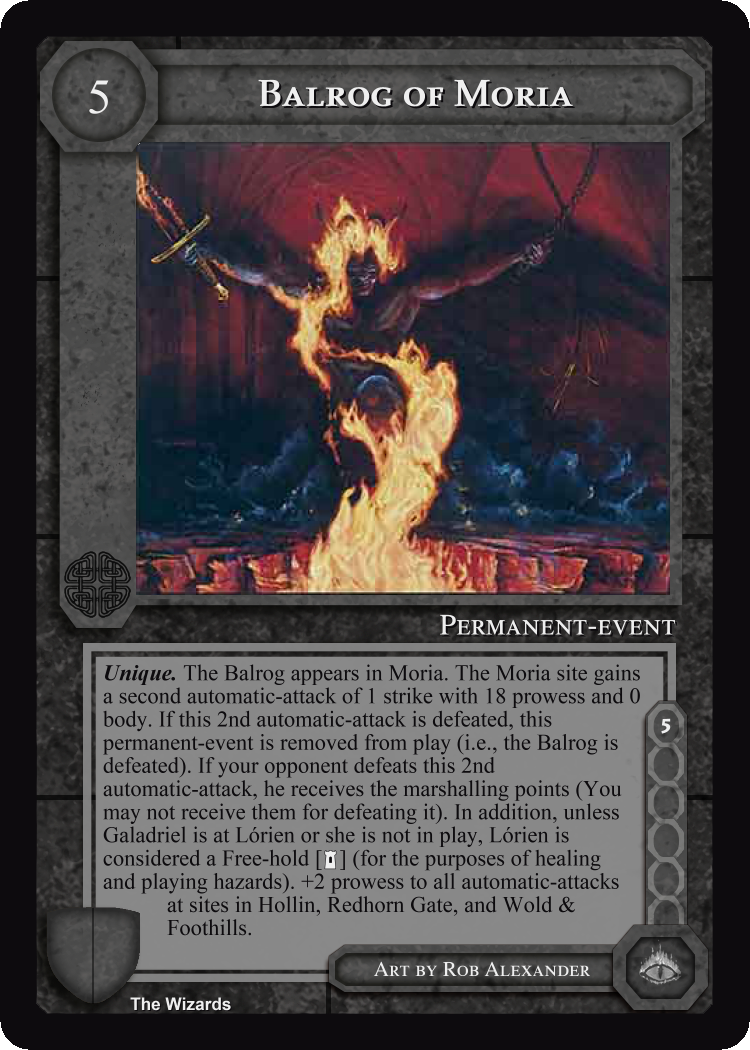 5
BALROG OF MORIA
PERMANENT-EVENT
Unique. The Balrog appears in Moria. The Moria site gains
a second automatic-attack of 1 strike with 18 prowess and 0
body. If this 2nd automatic-attack is defeated, this
permanent-event is removed from play (i.e., the Balrog is
defeated). If your opponent defeats this 2nd
automatic-attack, he receives the marshalling points (You
may not receive them for defeating it). In addition, unless
Galadriel is at Lórien or she is not in play, Lórien is
considered a Free-hold [ ] (for the purposes of healing
and playing hazards). +2 prowess to all automatic-attacks
at sites in Hollin, Redhorn Gate, and Wold &
Foothills.
5
ART BY ROB ALEXANDER
The Wizards